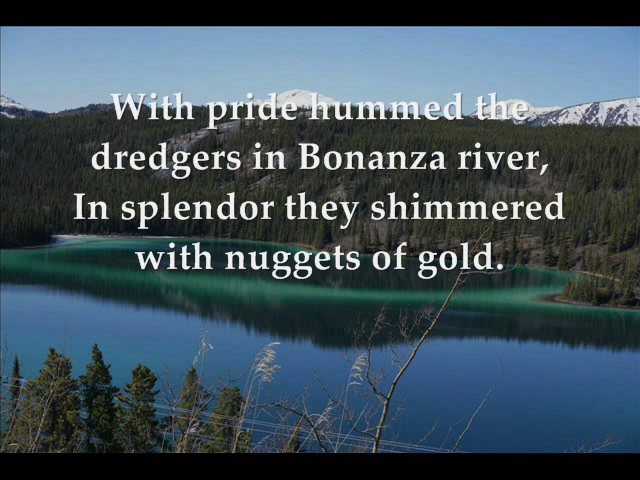 With pride hummed the
dredgers in Bonanza river,
In splendor they shimmered
with nuggets of gold.